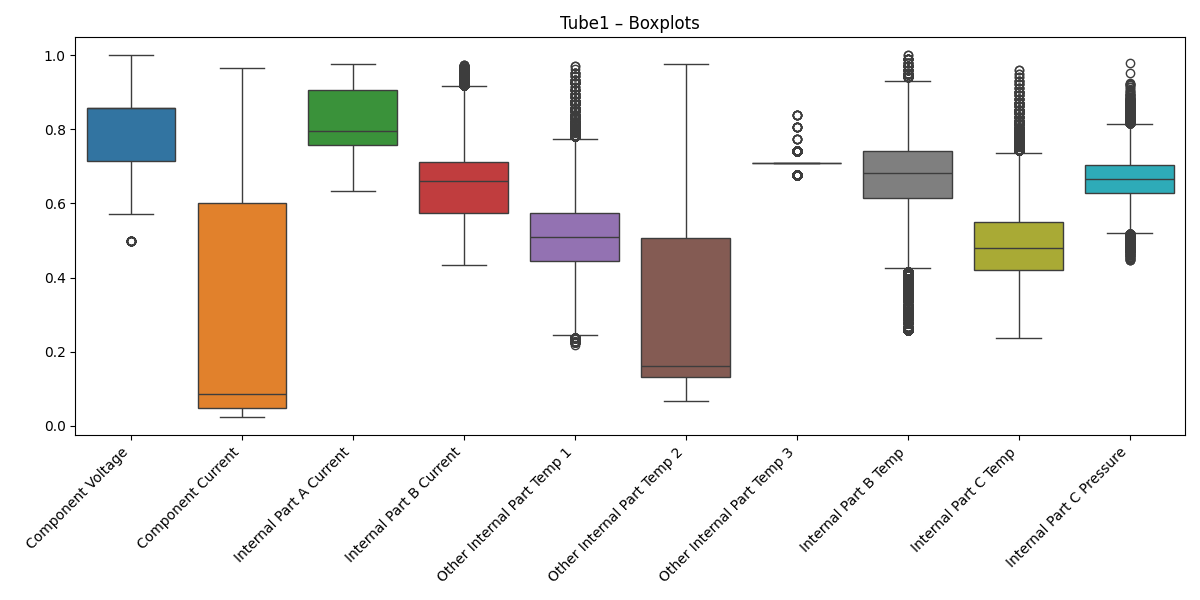 Tube1 – Boxplots
1.0
0.8
0.6
0.4
0.2
0.0
Component Voltage
Component Current
Internal Part A Current
Internal Part B Current
Other Internal Part Temp 1
Other Internal Part Temp 2
Other Internal Part Temp 3
Internal Part B Temp
Internal Part C Temp
Internal Part C Pressure